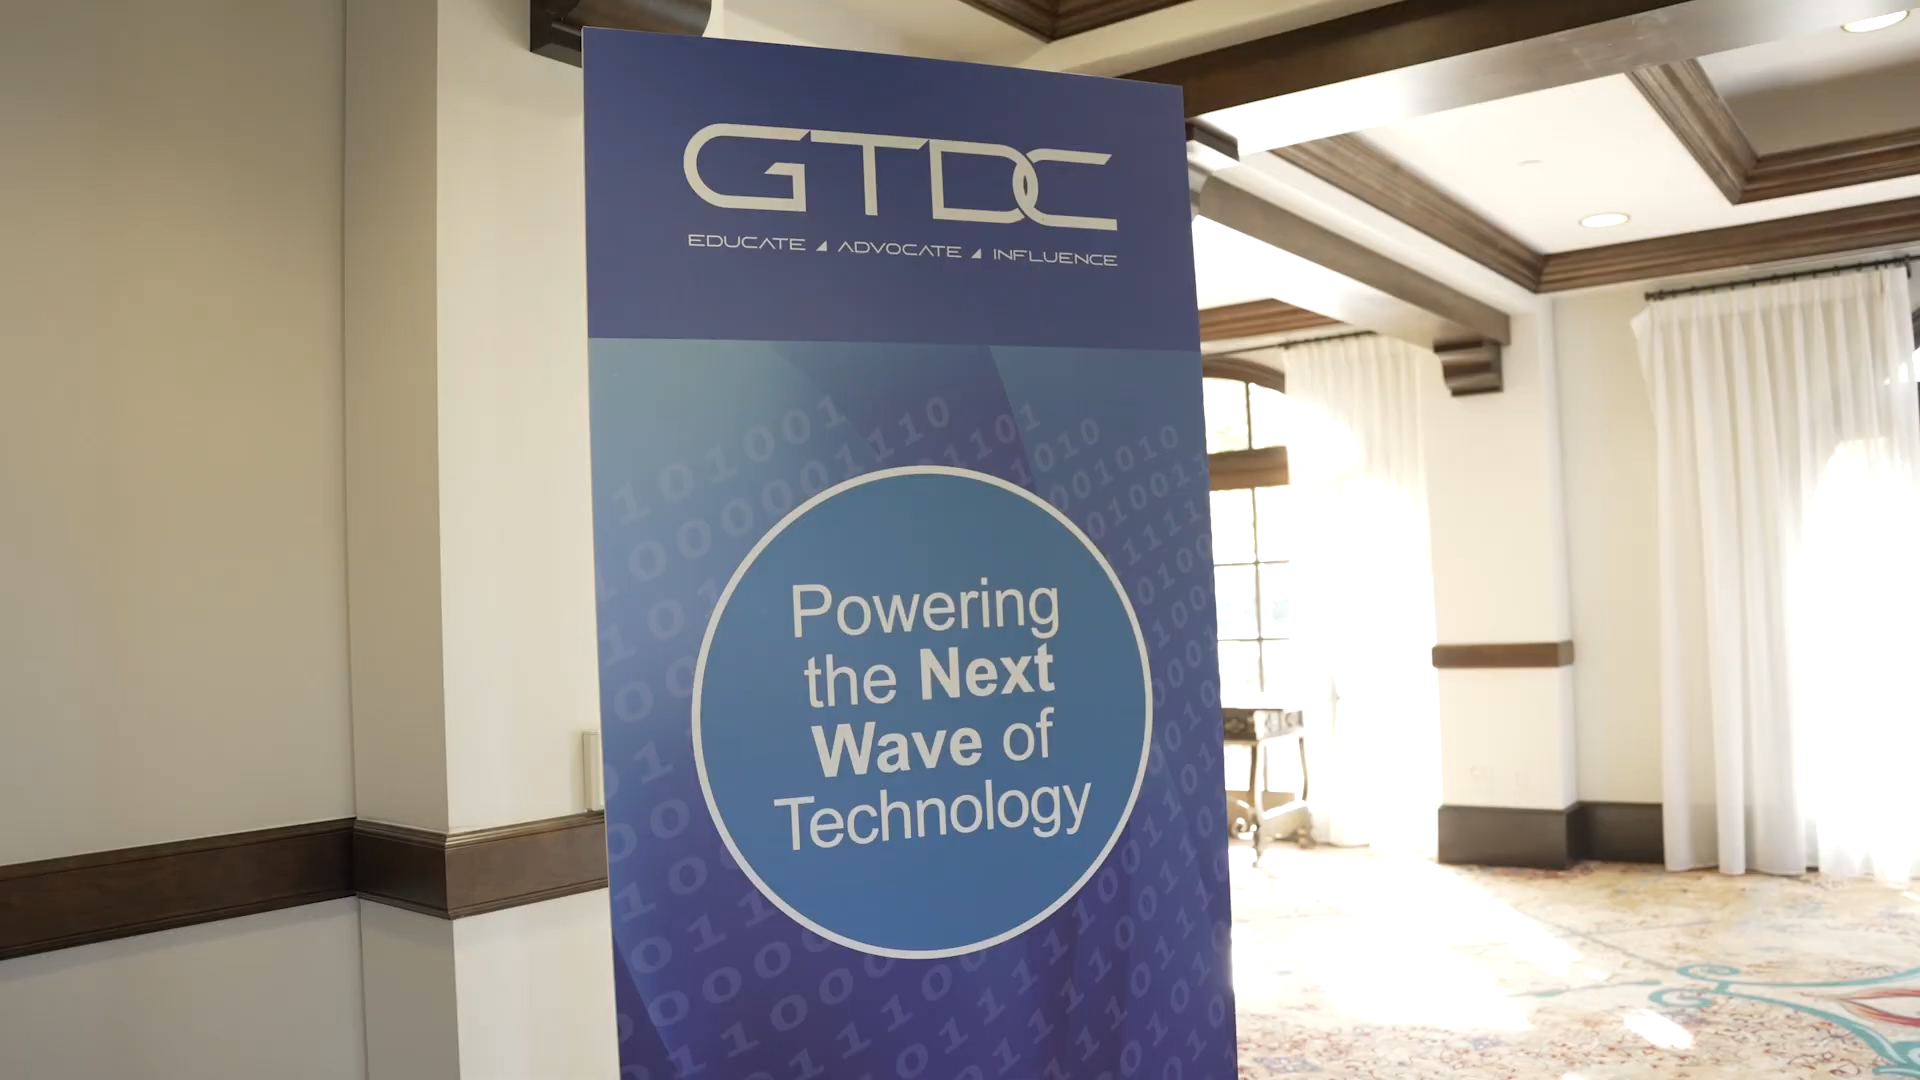 GTDC
EDUCATE ◢ ADVOCATE ◢ INFLUENCE
Powering
the Next
Wave of
Technology